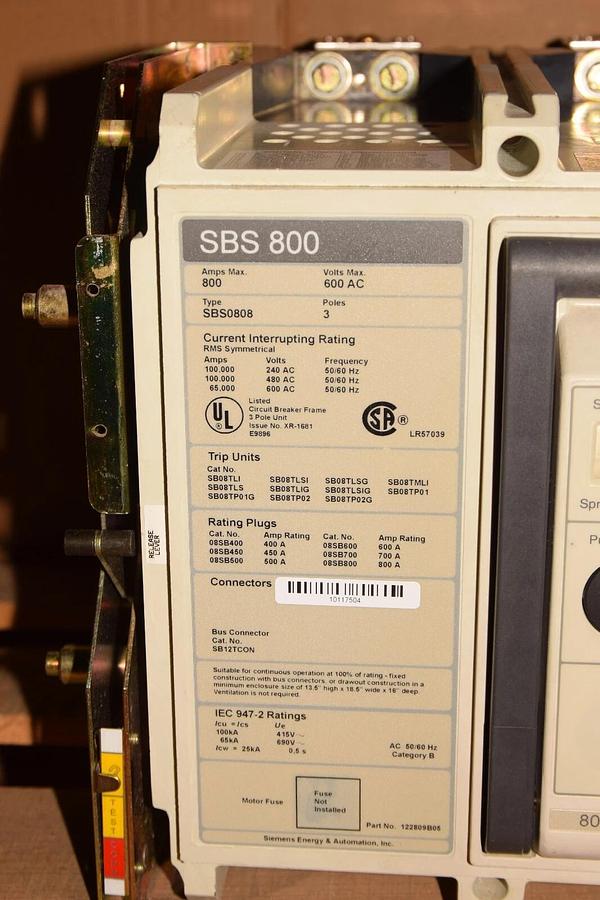 SBS 800
Amps Max. Volts Max.
800 600 AC
Type Poles
SBS0808 3
Current Interrupting Rating
RMS Symmetrical
Amps Volts Frequency
100.000 240 AC 50/60 Hz
100.000 480 AC 50/60 Hz
65.000 600 AC 50/60 Hz
UL
Listed
Circuit Breaker Frame
3 Pole Unit
Issue No. XR-1681
E9896
SA ®
LR57039
Trip Units
Cat No.
SB08TLI SB08TLSI SB08TLSG SB08TMLI
SB08TLS SB08TLIG SB08TLSIG SB08TP01
SB08TP01G SB08TP02 SB08TP02G
Rating Plugs
Cat. No. Amp Rating Cat. No. Amp Rating
08SB400 400 A 08SB600 600 A
08SB450 450 A 08SB700 700 A
08SB500 500 A 08SB800 800 A
Connectors
10117504
Bus Connector
Cat. No.
SB12TCON
Suitable for continuous operation at 100% of rating - fixed
construction with bus connectors, or drawout construction in a
minimum enclosure size of 13.5" high x 18.5" wide x 16" deep.
Ventilation is not required.
IEC 947-2 Ratings
Icu = Ics Ue
100kA 415V~
65kA 690V~
Icw = 25kA 0,5 s
AC 50/60 Hz
Category B
Motor Fuse
Fuse
Not
Installed
Part No. 122809B05
Siemens Energy & Automation, Inc.
RELEASE
LEVER
TEST
80